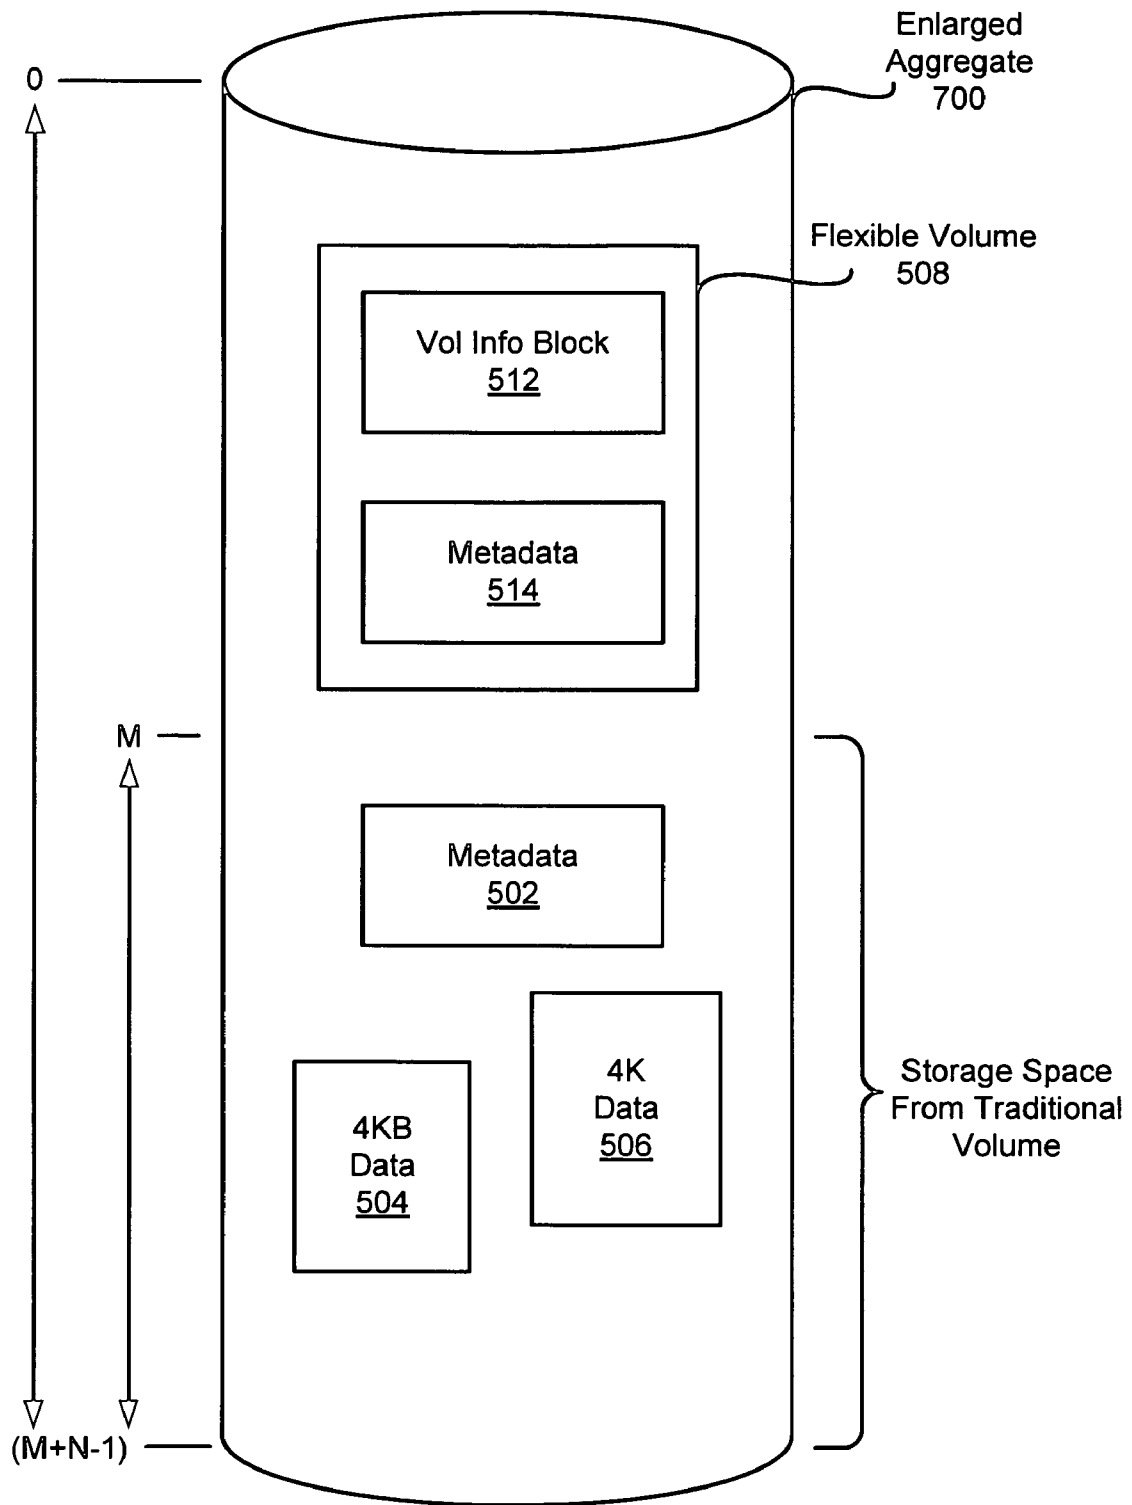 Enlarged
Aggregate
700
0
Flexible Volume
508
Vol Info Block
512
Metadata
514
M
Metadata
502
4K
Data
506
4KB
Data
504
Storage Space
From Traditional
Volume
(M+N-1)